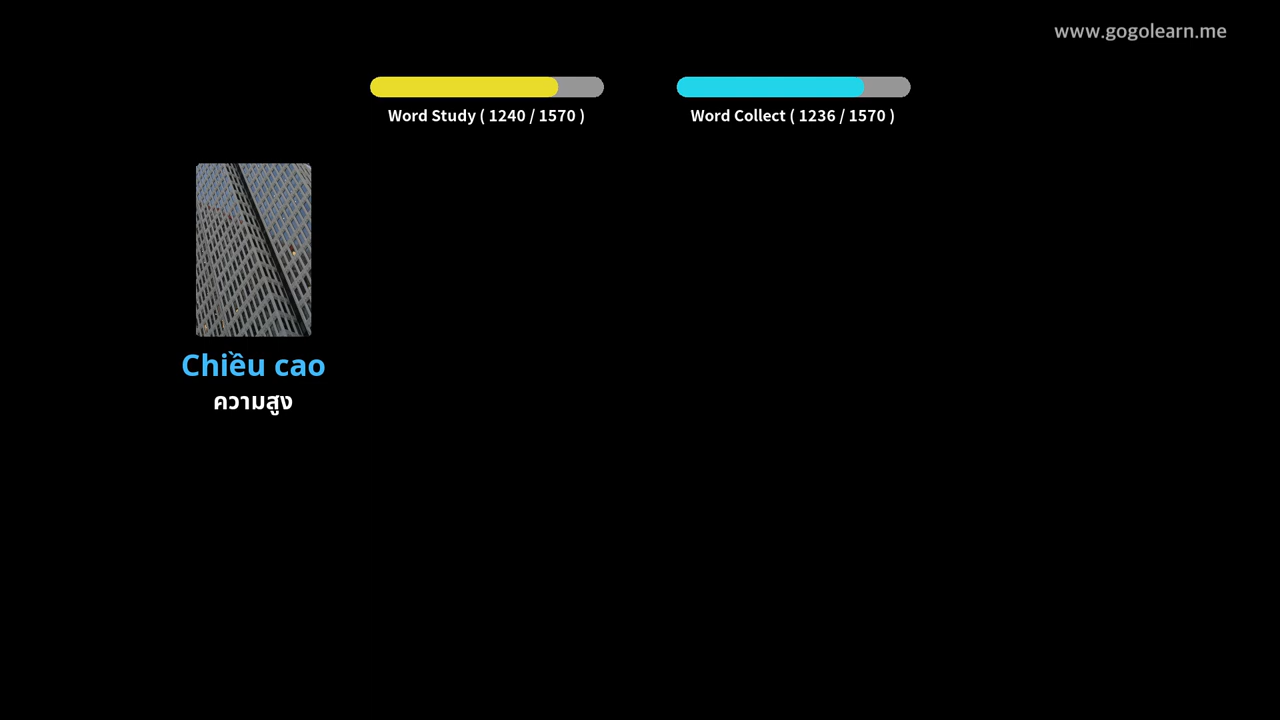 www.gogolearn.me
Word Study ( 1240 / 1570 )
Word Collect ( 1236 / 1570 )
Chiều cao
ความสูง